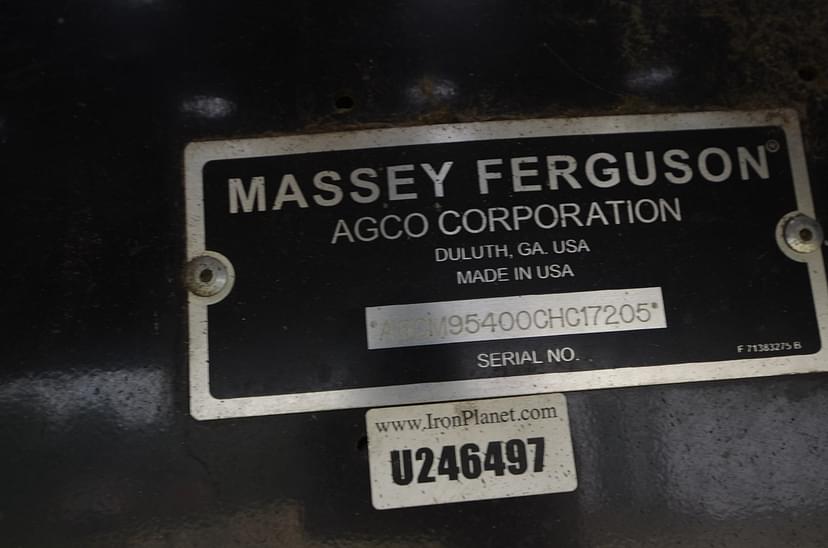 MASSEY FERGUSON®
AGCO CORPORATION
DULUTH, GA. USA
MADE IN USA
*AGCM95400CHC17205*
SERIAL NO.
F 71383275 B
www.IronPlanet.com
U246497